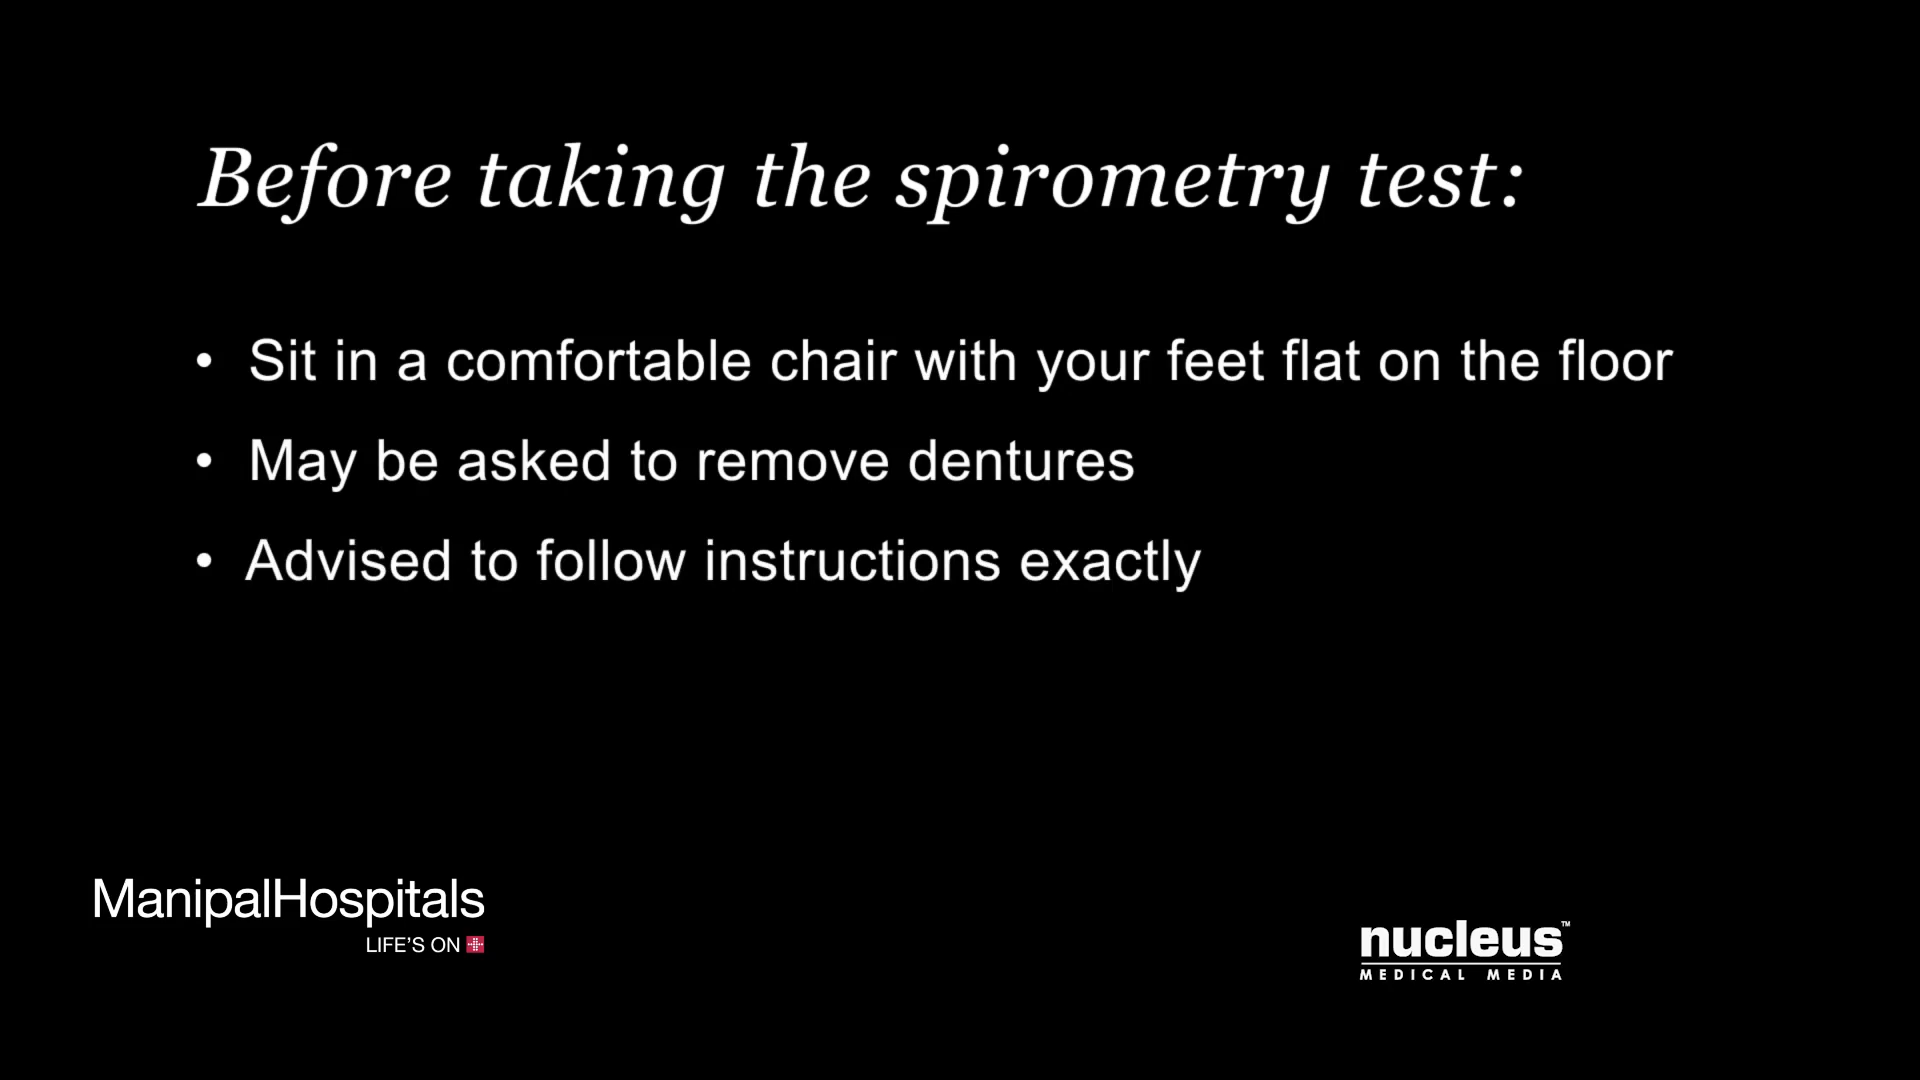 Before taking the spirometry test:
• Sit in a comfortable chair with your feet flat on the floor
• May be asked to remove dentures
• Advised to follow instructions exactly
ManipalHospitals
LIFE'S ON
nucleus™
MEDICAL MEDIA